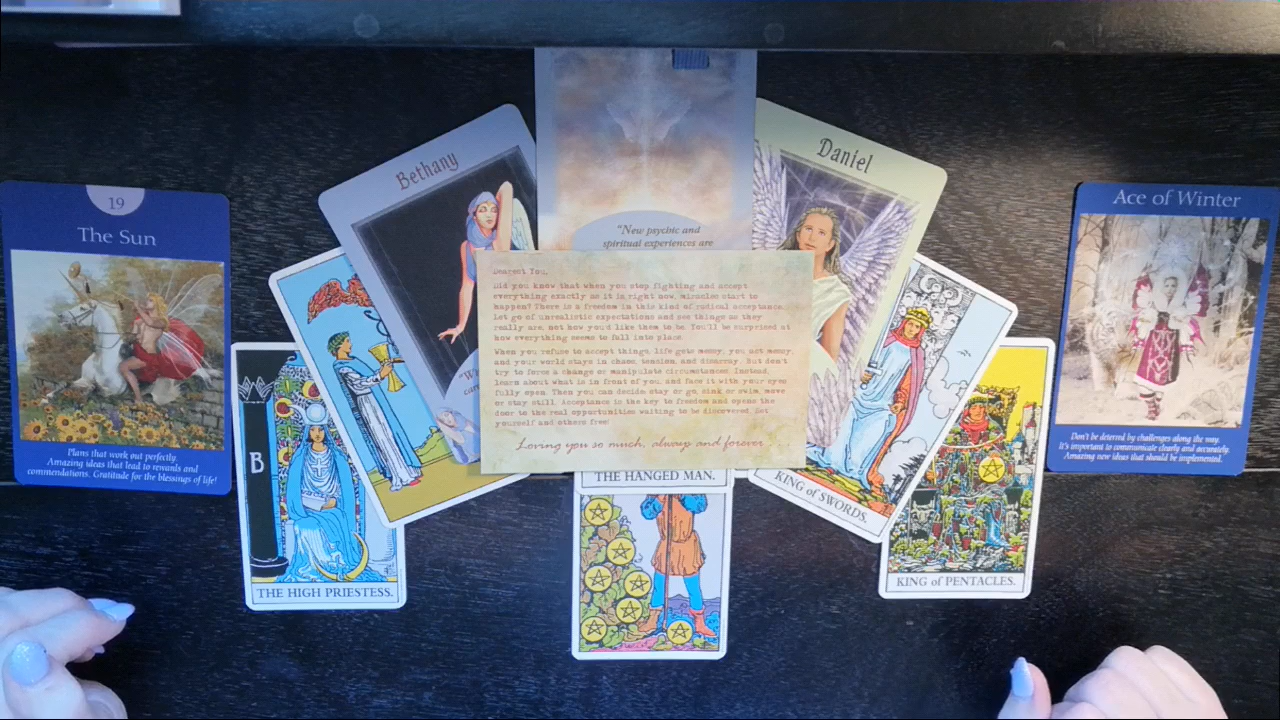 19
The Sun
Plans that work out perfectly.
Amazing ideas that lead to rewards and
commendations. Gratitude for the blessings of life!
Bethany
"New psychic and
spiritual experiences are
Daniel
Ace of Winter
Don't be deterred by challenges along the way.
It's important to communicate clearly and accurately.
Amazing new ideas that should be implemented.
Dearest You,
Did you know that when you stop fighting and accept
everything exactly as it is right now, miracles start to
happen? There is a freedom in this kind of radical acceptance.
Let go of unrealistic expectations and see things as they
really are, not how you'd like them to be. You'll be surprised at
how everything seems to fall into place.
When you refuse to accept things, life gets messy, you act messy,
and your world stays in chaos, tension, and disarray. But don't
try to force a change or manipulate circumstances. Instead,
learn about what is in front of you, and face it with your eyes
fully open. Then you can decide: stay or go, sink or swim, move
or stay still. Acceptance is the key to freedom and opens the
door to the real opportunities waiting to be discovered. Set
yourself and others free!
Loving you so much, always and forever . . .
B
THE HIGH PRIESTESS.
THE HANGED MAN.
KING of SWORDS.
KING of PENTACLES.